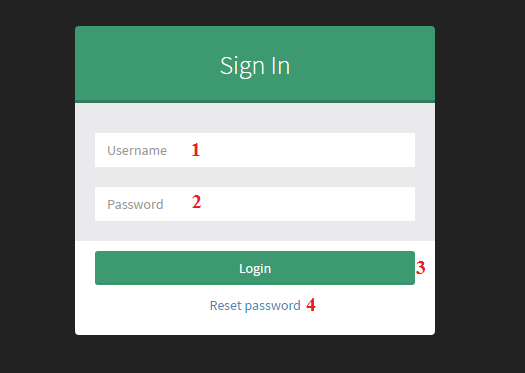 Sign In
Username 1
Password 2
Login 3
Reset password 4